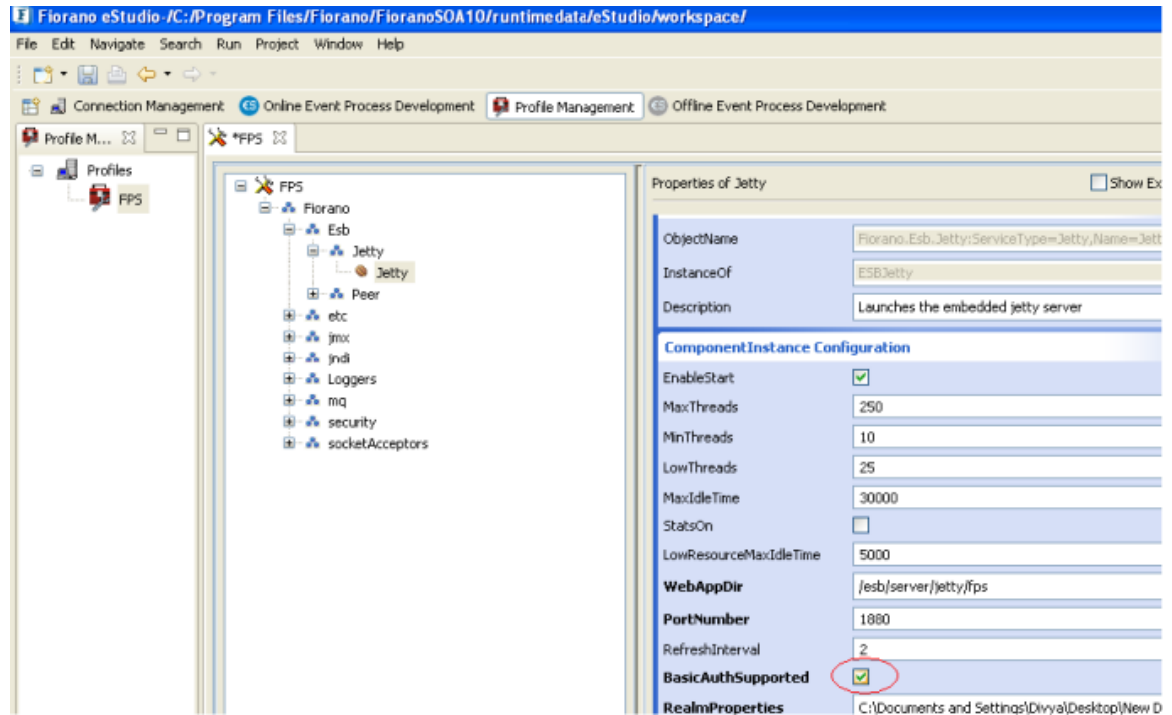 Fiorano eStudio-/C:/Program Files/Fiorano/FioranoSOA10/runtimedata/eStudio/workspace/
File Edit Navigate Search Run Project Window Help
Connection Management Online Event Process Development Profile Management Offline Event Process Development
Profile M... *FPS
Profiles
FPS
FPS
Fiorano
Esb
Jetty
Jetty
Peer
etc
jmx
jndi
Loggers
mq
security
socketAcceptors
Properties of Jetty Show Ex
ObjectName Fiorano.Esb.Jetty:ServiceType=Jetty,Name=Jett
InstanceOf ESBJetty
Description Launches the embedded jetty server
ComponentInstance Configuration
EnableStart
MaxThreads 250
MinThreads 10
LowThreads 25
MaxIdleTime 30000
StatsOn
LowResourceMaxIdleTime 5000
WebAppDir /esb/server/jetty/fps
PortNumber 1880
RefreshInterval 2
BasicAuthSupported
RealmProperties C:\Documents and Settings\Divya\Desktop\New D